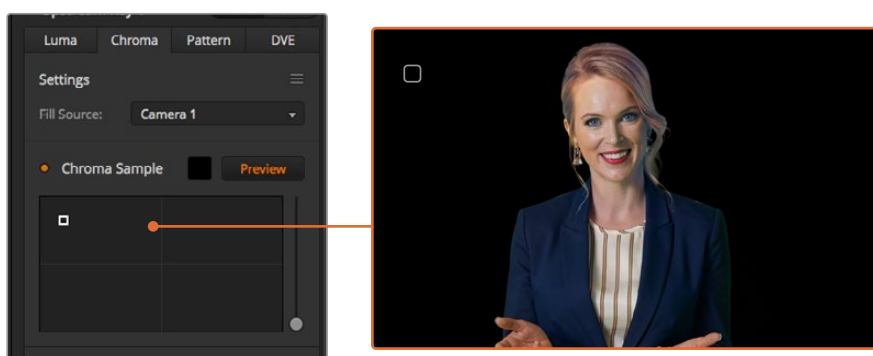 Luma Chroma Pattern DVE
Settings
Fill Source: Camera 1
Chroma Sample Preview